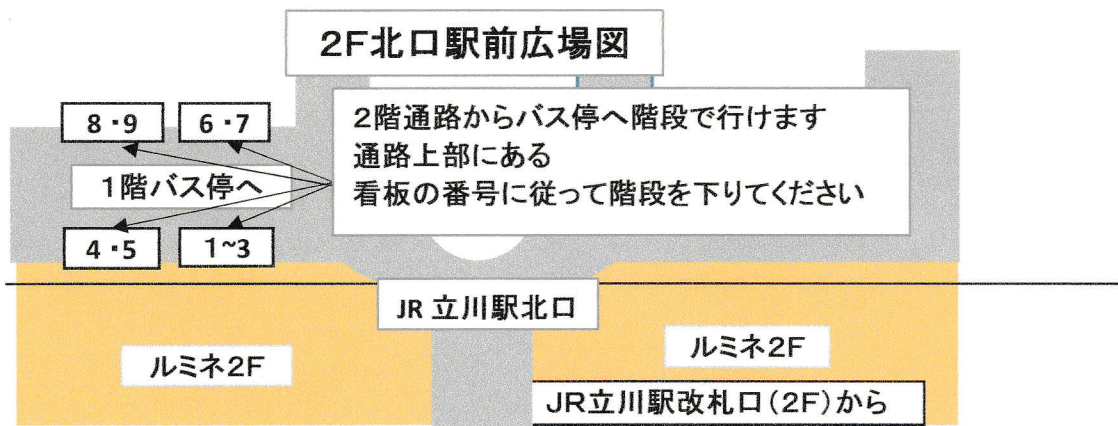 ２F北口駅前広場図
8・9
6・7
２階通路からバス停へ階段で行けます
通路上部にある
看板の番号に従って階段を下りてください
１階バス停へ
4・5
1~3
JR 立川駅北口
ルミネ２F
ルミネ２F
ＪＲ立川駅改札口（２F）から